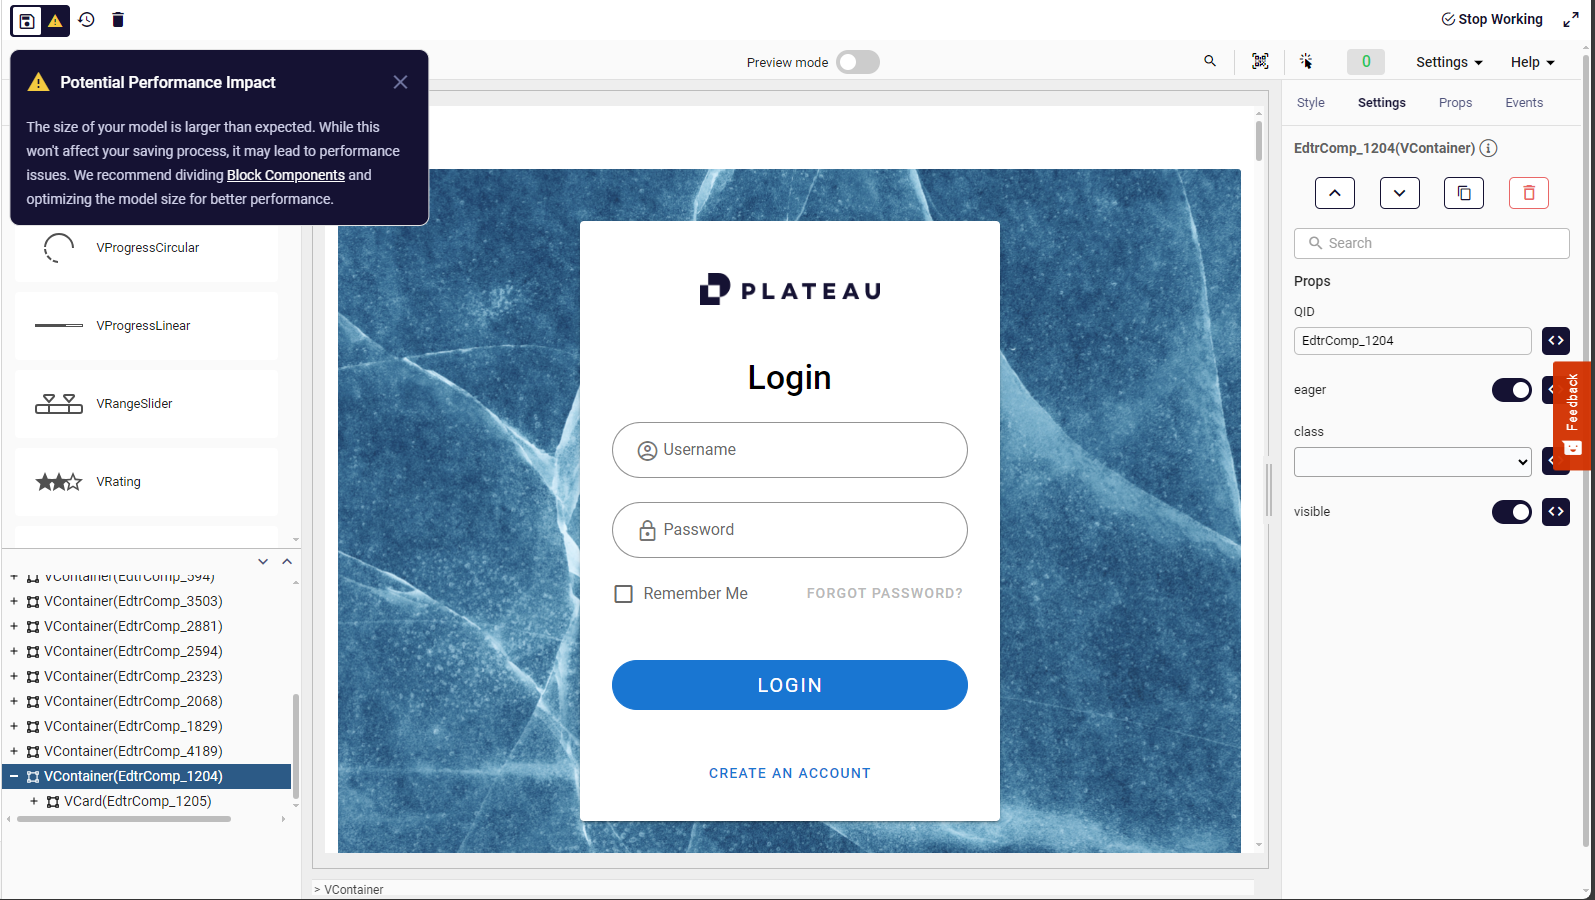 Stop Working
Potential Performance Impact
The size of your model is larger than expected. While this
won't affect your saving process, it may lead to performance
issues. We recommend dividing Block Components and
optimizing the model size for better performance.
Preview mode
0
Settings
Help
VProgressCircular
VProgressLinear
VRangeSlider
VRating
VContainer(EdtrComp_594)
VContainer(EdtrComp_3503)
VContainer(EdtrComp_2881)
VContainer(EdtrComp_2594)
VContainer(EdtrComp_2323)
VContainer(EdtrComp_2068)
VContainer(EdtrComp_1829)
VContainer(EdtrComp_4189)
VContainer(EdtrComp_1204)
VCard(EdtrComp_1205)
PLATEAU
Login
Username
Password
Remember Me
FORGOT PASSWORD?
LOGIN
CREATE AN ACCOUNT
> VContainer
Style
Settings
Props
Events
EdtrComp_1204(VContainer)
Search
Props
QID
EdtrComp_1204
eager
class
visible
Feedback